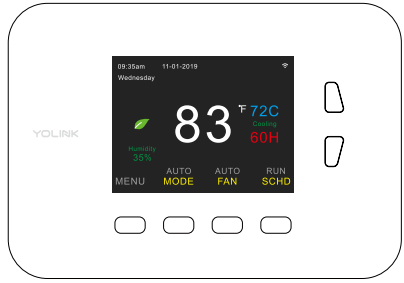 09:35am 11-01-2019
Wednesday
YOLINK
83 °F
72C
Cooling
60H
Humidity
35%
AUTO AUTO RUN
MENU MODE FAN SCHD